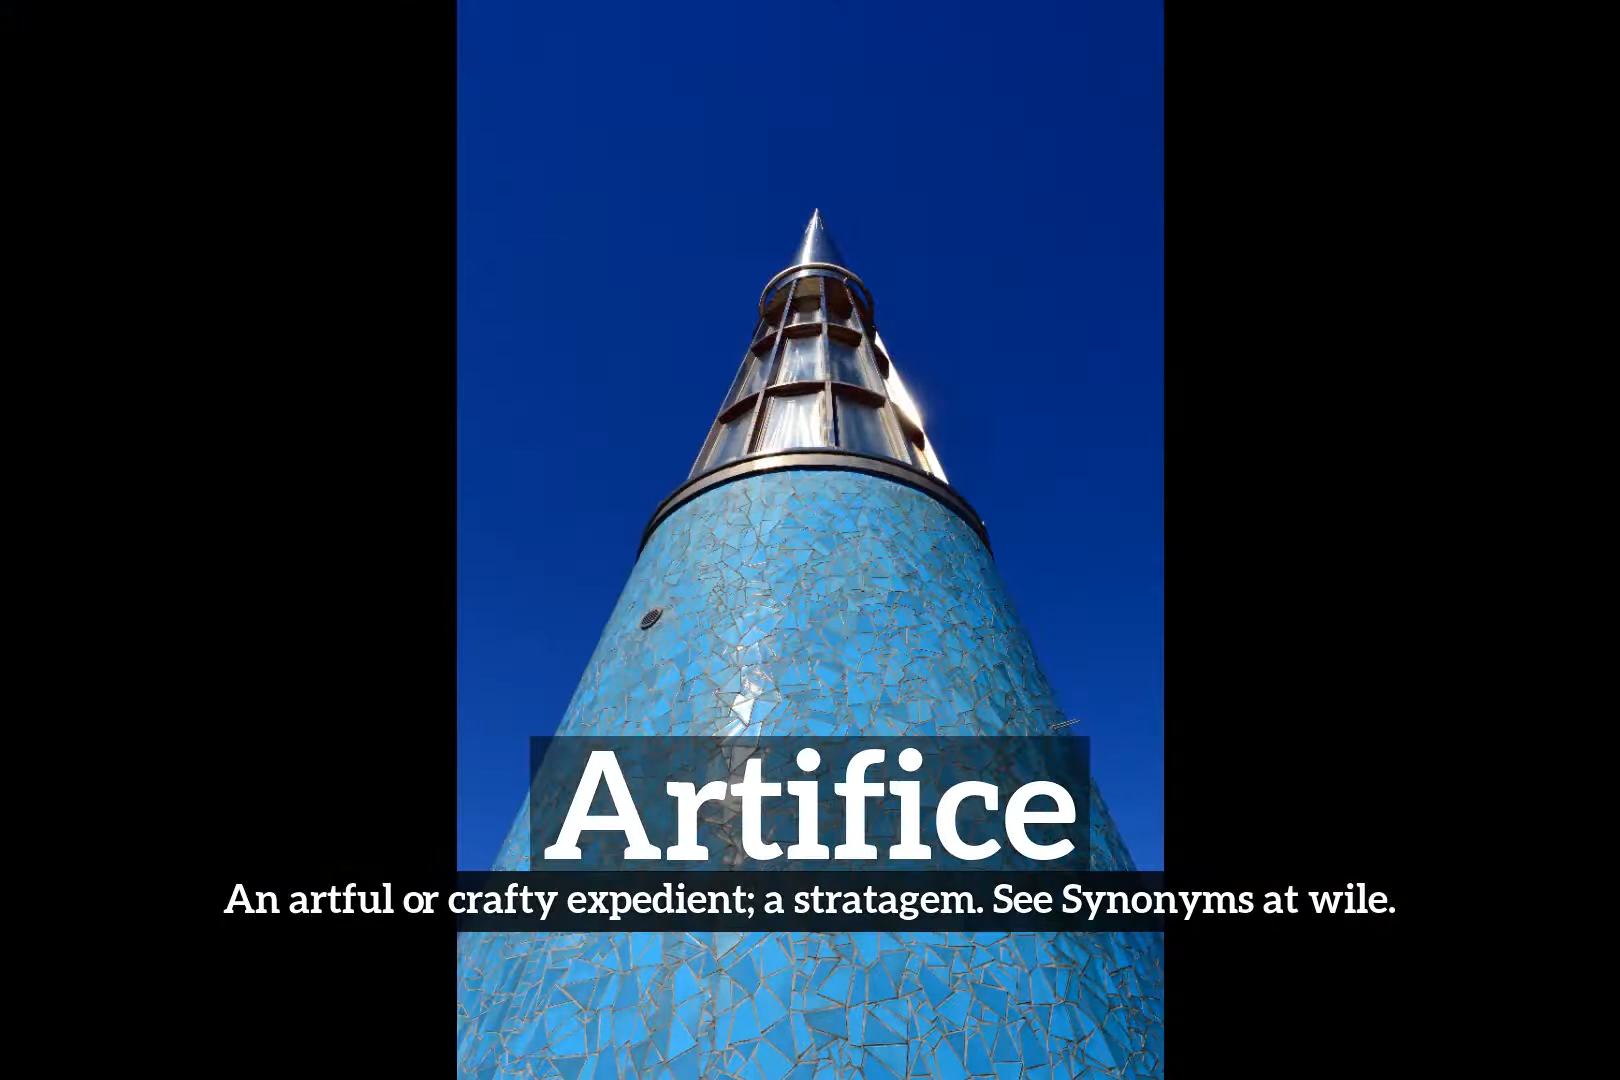 Artifice
An artful or crafty expedient; a stratagem. See Synonyms at wile.